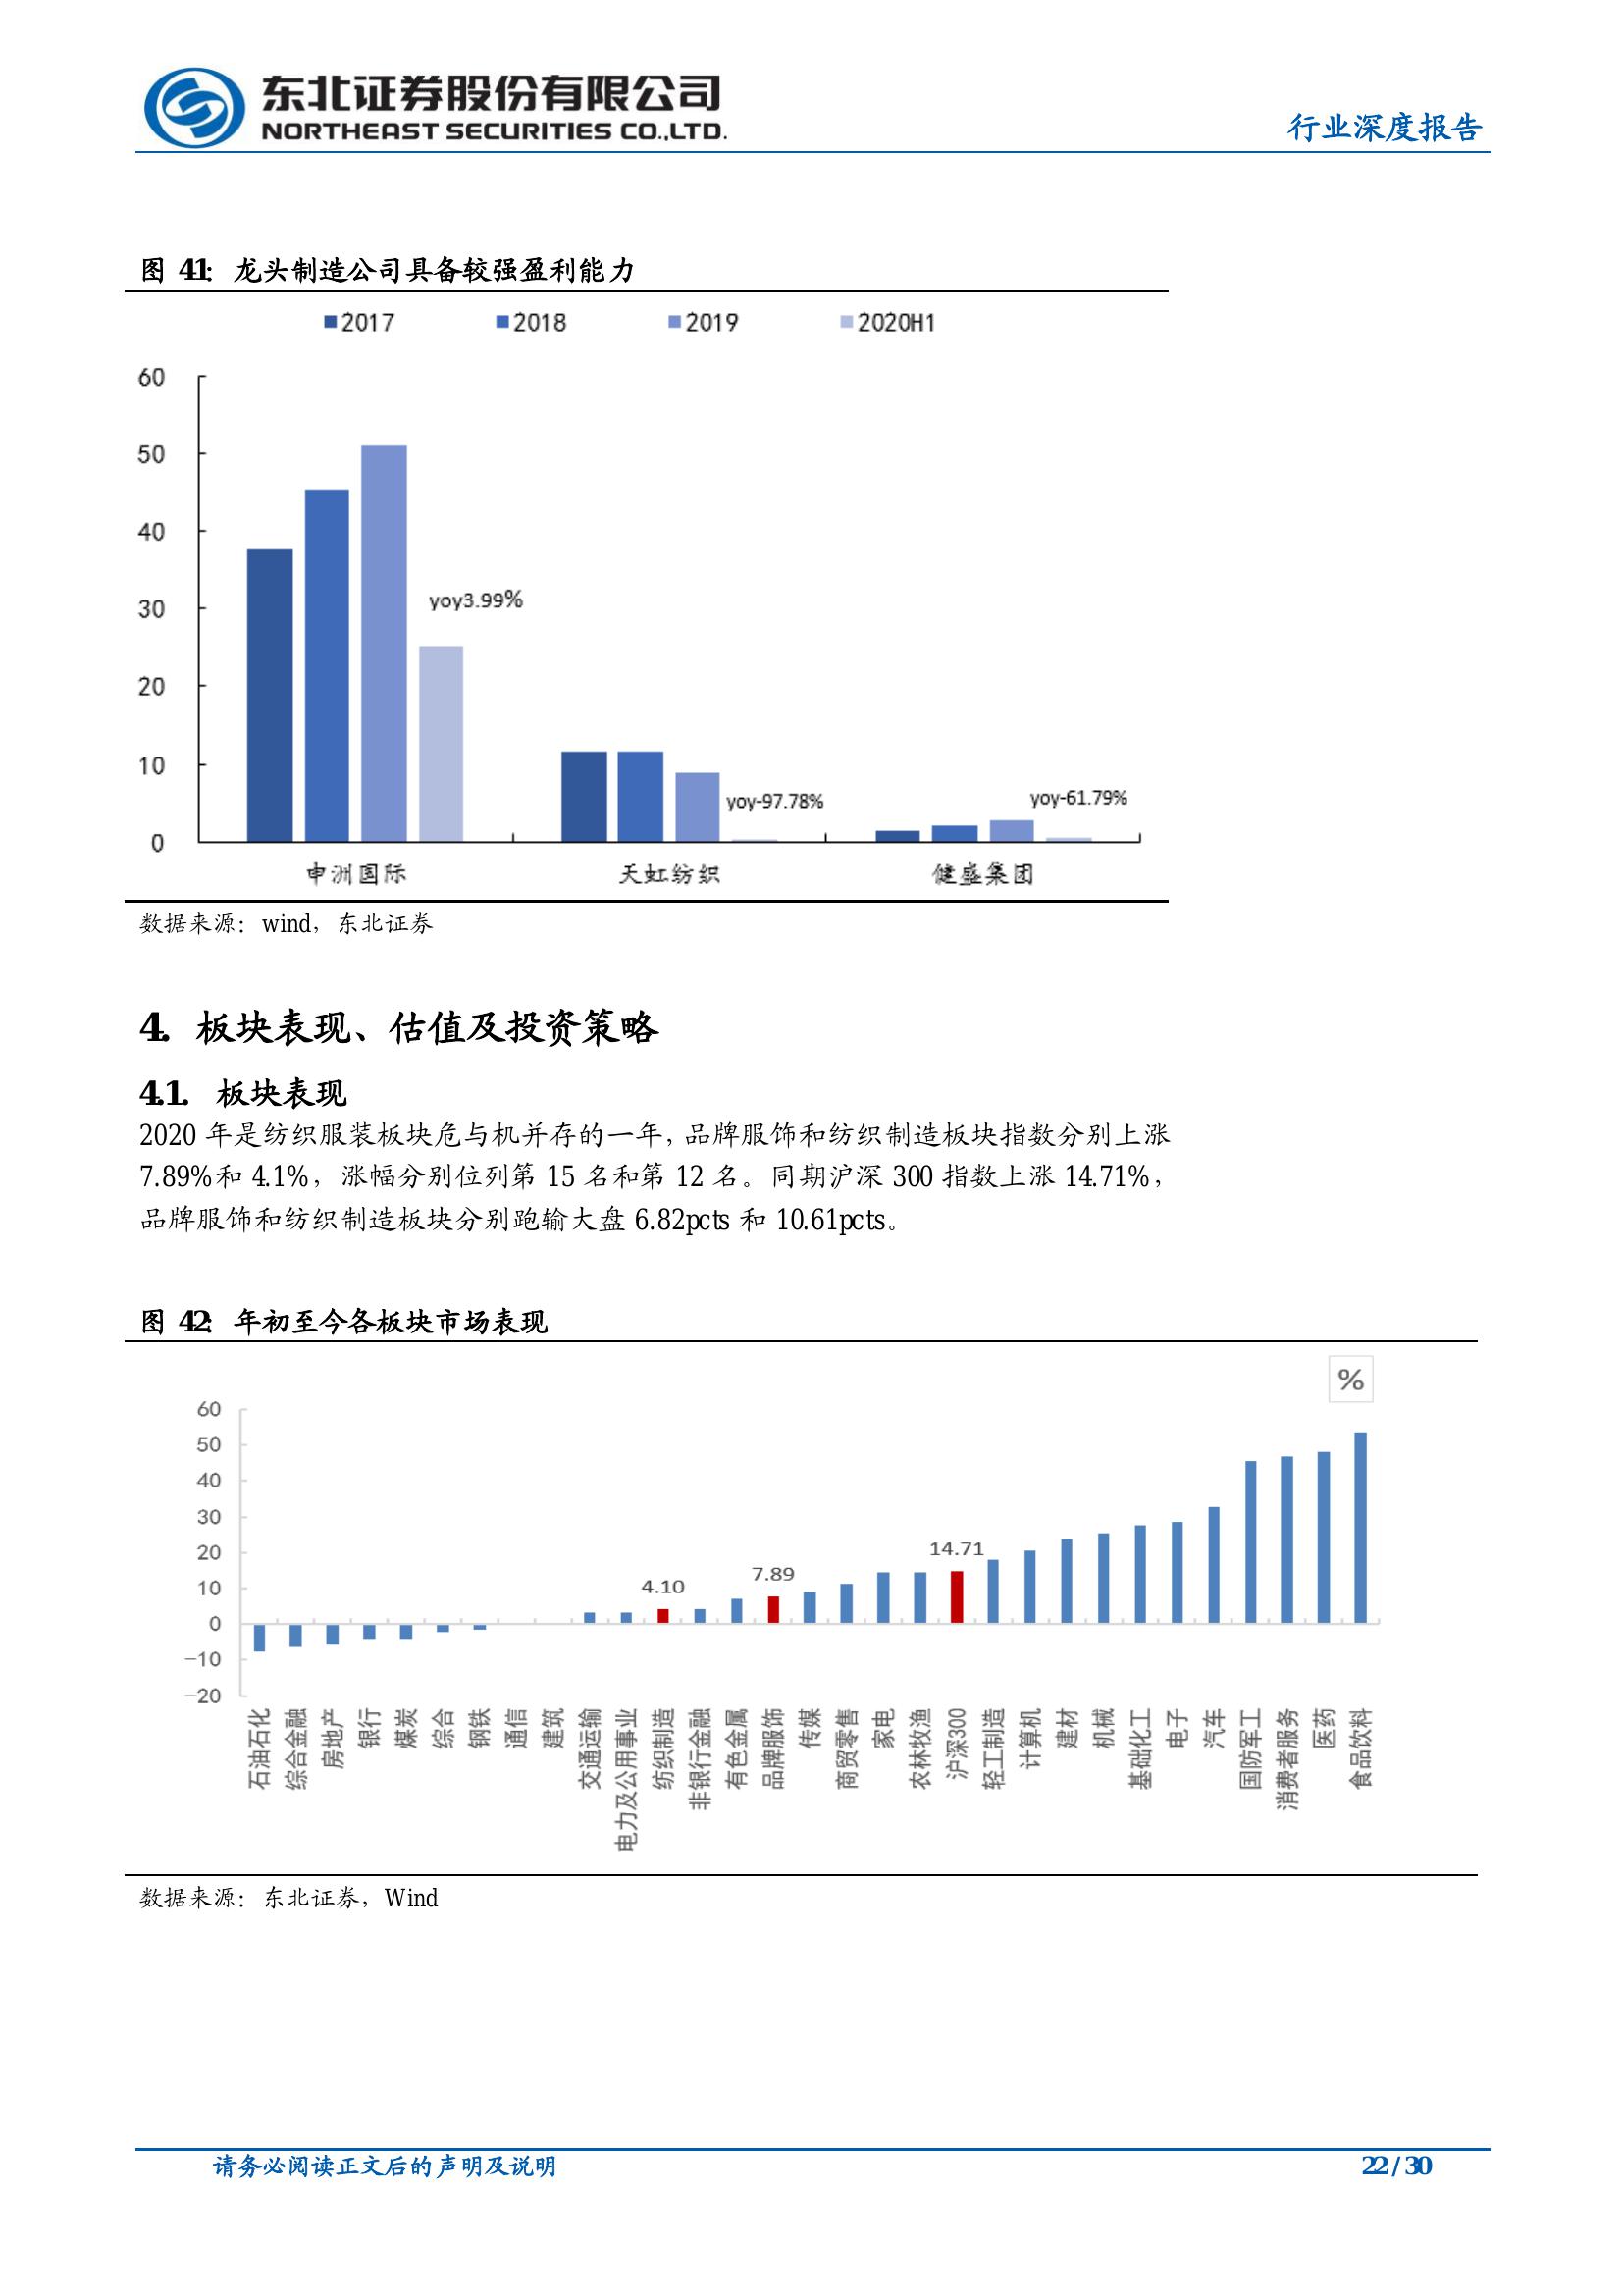 东北证券股份有限公司
NORTHEAST SECURITIES CO.,LTD.
行业深度报告
图 41：龙头制造公司具备较强盈利能力
2017 2018 2019 2020H1
60
50
40
30
20
10
0
yoy3.99%
yoy-97.78%
yoy-61.79%
申洲国际 天虹纺织 健盛集团
数据来源：wind，东北证券
4. 板块表现、估值及投资策略
4.1. 板块表现
2020 年是纺织服装板块危与机并存的一年，品牌服饰和纺织制造板块指数分别上涨
7.89%和 4.1%，涨幅分别位列第 15 名和第 12 名。同期沪深 300 指数上涨 14.71%，
品牌服饰和纺织制造板块分别跑输大盘 6.82pcts 和 10.61pcts。
图 42：年初至今各板块市场表现
%
60
50
40
30
20
10
0
-10
-20
4.10
7.89
14.71
石油石化
综合金融
房地产
银行
煤炭
综合
钢铁
通信
建筑
交通运输
电力及公用事业
纺织制造
非银行金融
有色金属
品牌服饰
传媒
商贸零售
家电
农林牧渔
沪深300
轻工制造
计算机
建材
机械
基础化工
电子
汽车
国防军工
消费者服务
医药
食品饮料
数据来源：东北证券，Wind
请务必阅读正文后的声明及说明
22 / 30